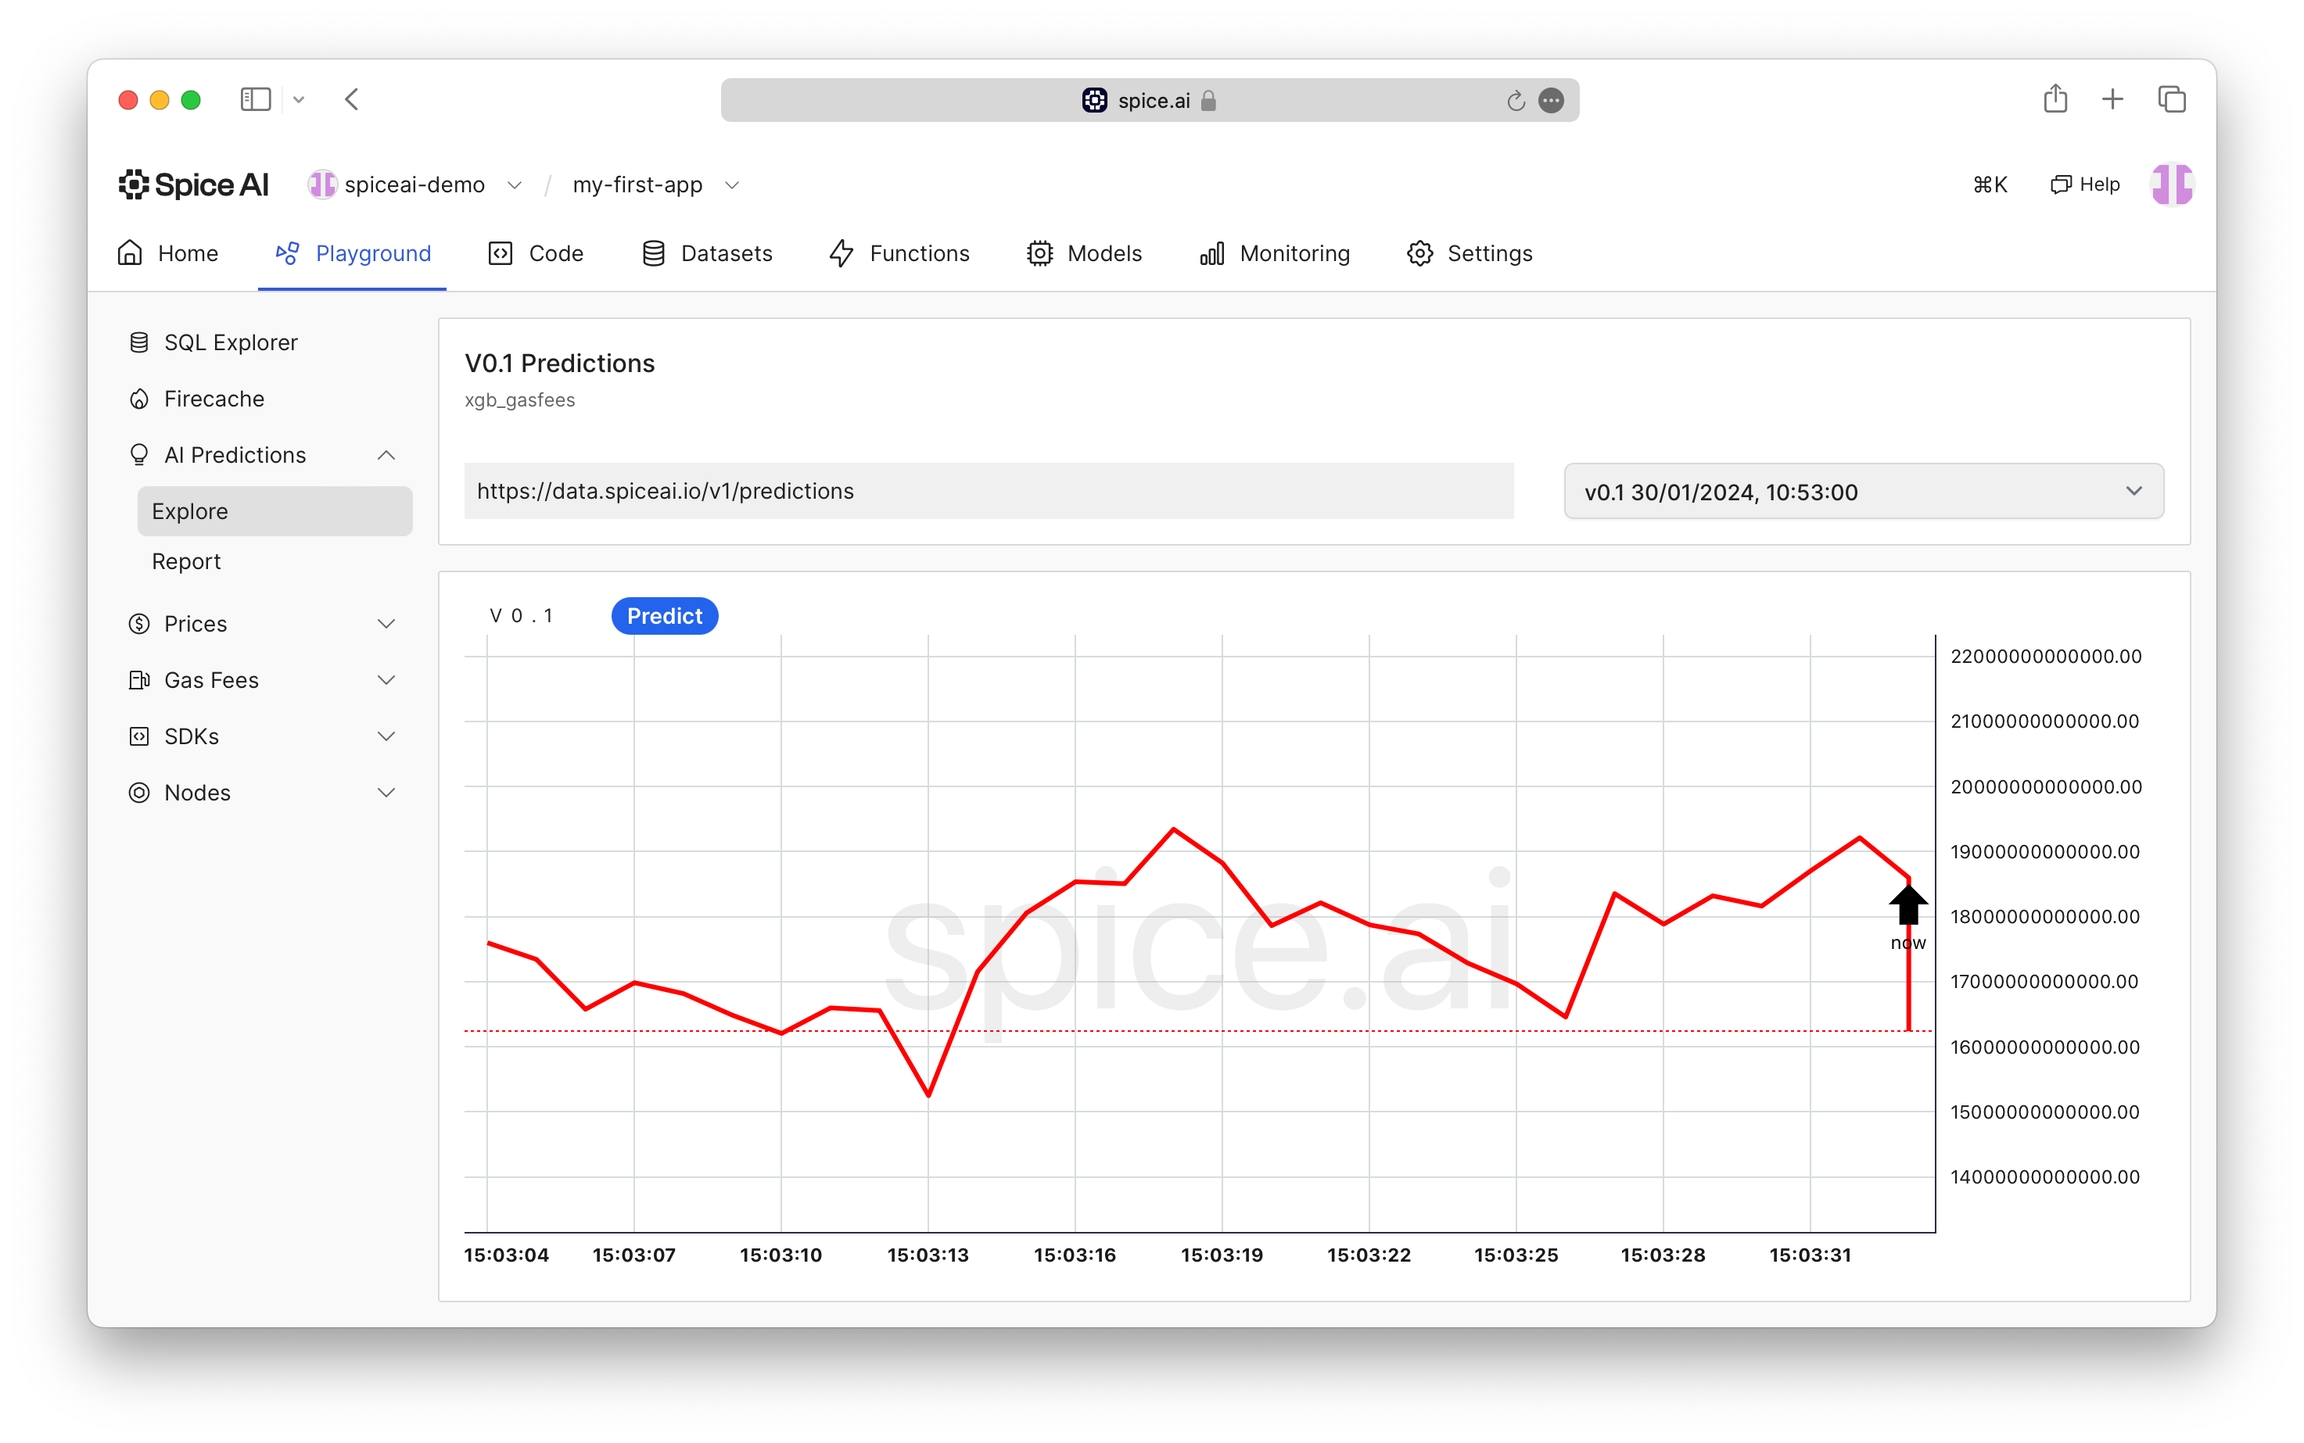 spice.ai
Spice AI spiceai-demo / my-first-app ⌘K Help
Home Playground Code Datasets Functions Models Monitoring Settings
SQL Explorer
Firecache
AI Predictions
Explore
Report
Prices
Gas Fees
SDKs
Nodes
V0.1 Predictions
xgb_gasfees
https://data.spiceai.io/v1/predictions v0.1 30/01/2024, 10:53:00
V 0 . 1 Predict
22000000000000.00
21000000000000.00
20000000000000.00
19000000000000.00
18000000000000.00
17000000000000.00
16000000000000.00
15000000000000.00
14000000000000.00
now
spice.ai
15:03:04 15:03:07 15:03:10 15:03:13 15:03:16 15:03:19 15:03:22 15:03:25 15:03:28 15:03:31